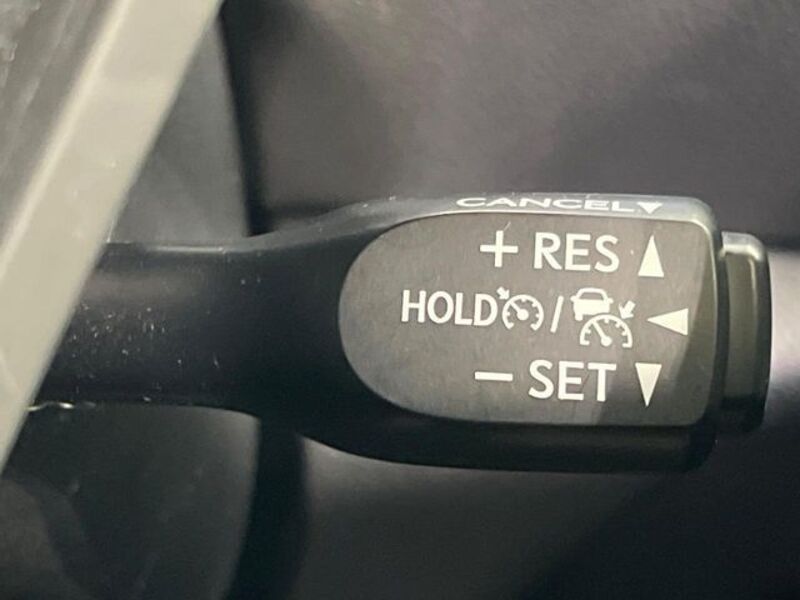 CANCEL
+ RES
HOLD /
− SET